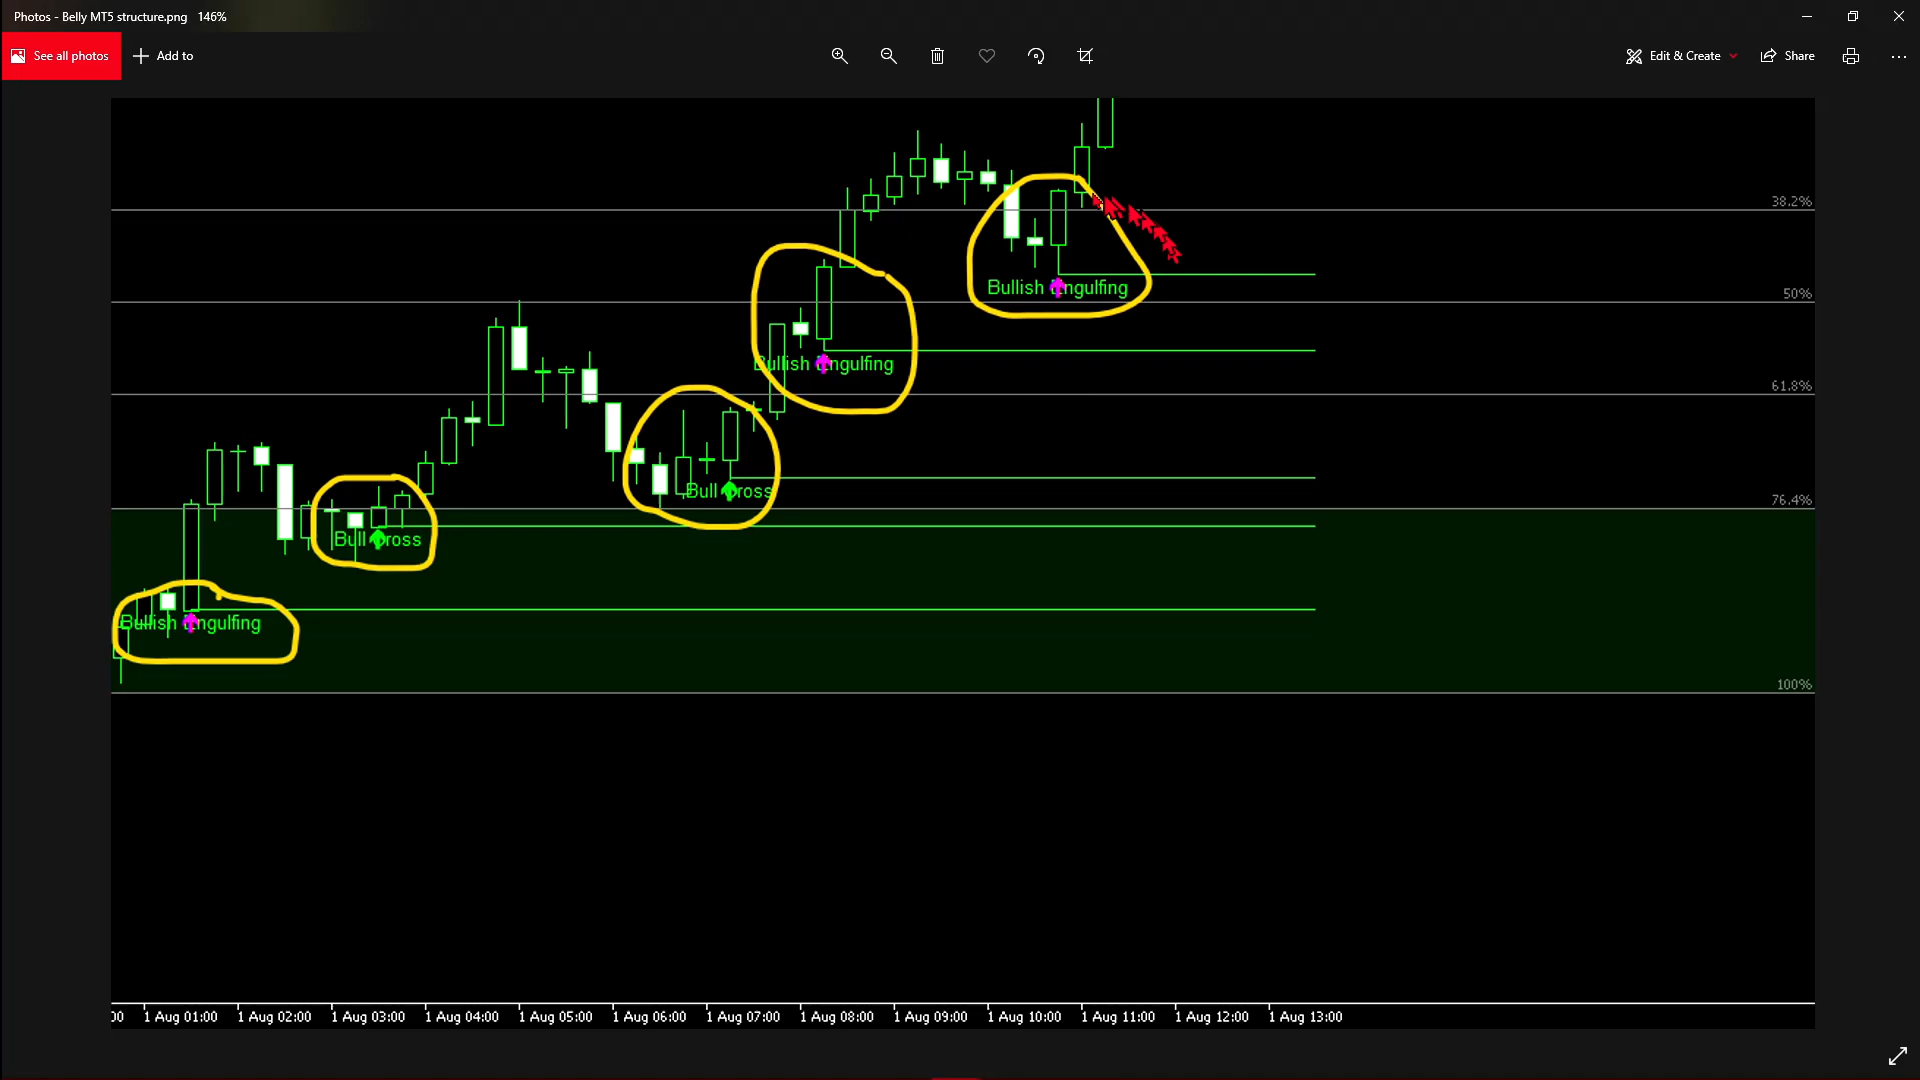 Photos - Belly MT5 structure.png 146%
See all photos
Add to
Edit & Create
Share
38.2%
Bullish Engulfing
50%
Bullish Engulfing
61.8%
Bull Cross
76.4%
Bull Cross
Bullish Engulfing
100%
00 1 Aug 01:00 1 Aug 02:00 1 Aug 03:00 1 Aug 04:00 1 Aug 05:00 1 Aug 06:00 1 Aug 07:00 1 Aug 08:00 1 Aug 09:00 1 Aug 10:00 1 Aug 11:00 1 Aug 12:00 1 Aug 13:00